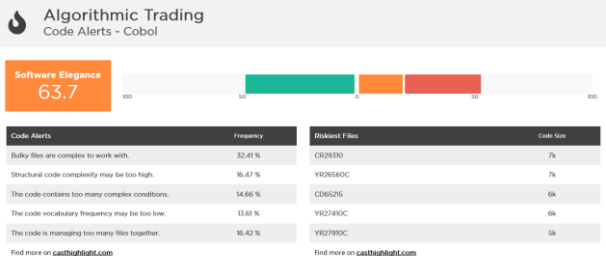 Algorithmic Trading
Code Alerts - Cobol
Software Elegance
63.7
100 50 0 50 100
Code Alerts Frequency
Bulky files are complex to work with. 32.41 %
Structural code complexity may be too high. 16.47 %
The code contains too many complex conditions. 14.66 %
The code vocabulary frequency may be too low. 13.61 %
The code is managing too many files together. 16.42 %
Find more on casthighlight.com
Riskiest Files Code Size
CR29310 7k
YR26560C 7k
CD65215 6k
YR27410C 6k
YR27910C 5k
Find more on casthighlight.com